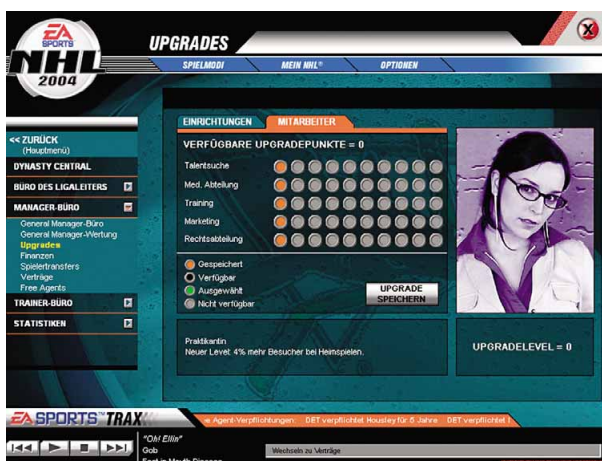 EA SPORTS
NHL
2004
UPGRADES
X
SPIELMODI MEIN NHL® OPTIONEN
EINRICHTUNGEN MITARBEITER
VERFÜGBARE UPGRADEPUNKTE = 0
Talentsuche
Med. Abteilung
Training
Marketing
Rechtsabteilung
Gespeichert
Verfügbar
Ausgewählt
Nicht verfügbar
UPGRADE
SPEICHERN
Praktikantin
Neuer Level: 4% mehr Besucher bei Heimspielen.
UPGRADELEVEL = 0
<< ZURÜCK
(Hauptmenü)
DYNASTY CENTRAL
BÜRO DES LIGALEITERS
MANAGER-BÜRO
General Manager-Büro
General Manager-Wertung
Upgrades
Finanzen
Spielertransfers
Verträge
Free Agents
TRAINER-BÜRO
STATISTIKEN
EA SPORTS™ TRAX
e Agent-Verpflichtungen: DET verpflichtet Housley für 5 Jahre DET verpflichtet
"Oh! Ellin"
Gob
Foot in Mouth Disease
Wechseln zu Verträge